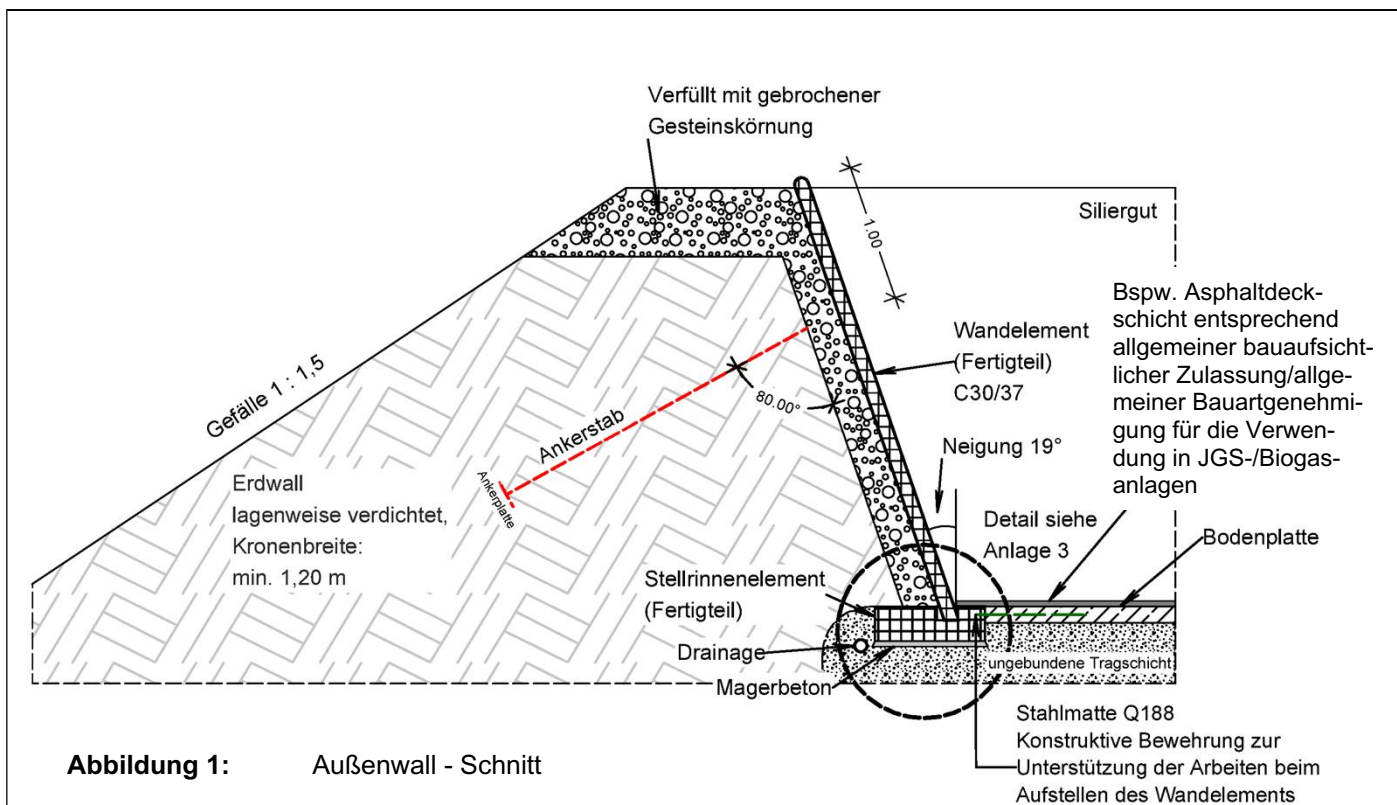 Verfüllt mit gebrochener
Gesteinskörnung
1.00
Siliergut
Bspw. Asphaltdeck-
schicht entsprechend
allgemeiner bauaufsicht-
licher Zulassung/allge-
meiner Bauartgenehmi-
gung für die Verwen-
dung in JGS-/Biogas-
anlagen
Wandelement
(Fertigteil)
C30/37
Gefälle 1 : 1,5
80.00°
Ankerstab
Ankerplatte
Neigung 19°
Erdwall
lagenweise verdichtet,
Kronenbreite:
min. 1,20 m
Detail siehe
Anlage 3
Bodenplatte
Stellrinnenelement
(Fertigteil)
Drainage
Magerbeton
ungebundene Tragschicht
Stahlmatte Q188
Konstruktive Bewehrung zur
Unterstützung der Arbeiten beim
Aufstellen des Wandelements
Abbildung 1: Außenwall - Schnitt